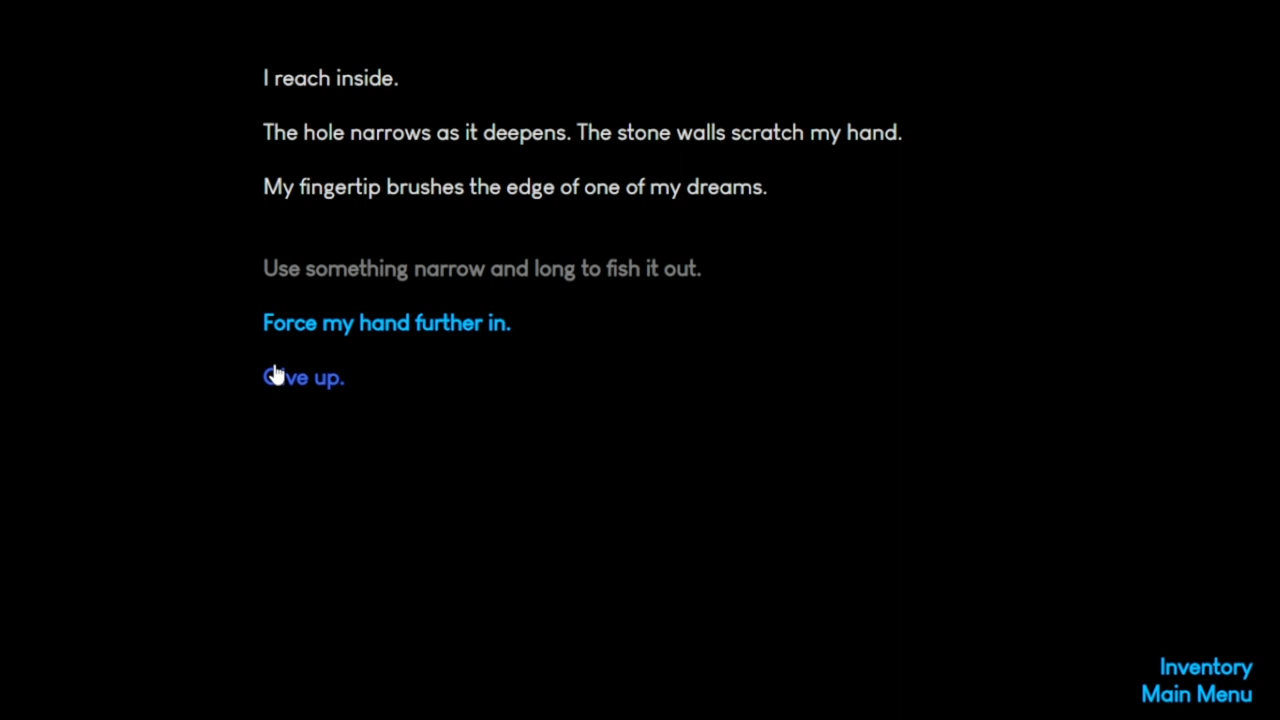 I reach inside.
The hole narrows as it deepens. The stone walls scratch my hand.
My fingertip brushes the edge of one of my dreams.
Use something narrow and long to fish it out.
Force my hand further in.
Give up.
Inventory
Main Menu